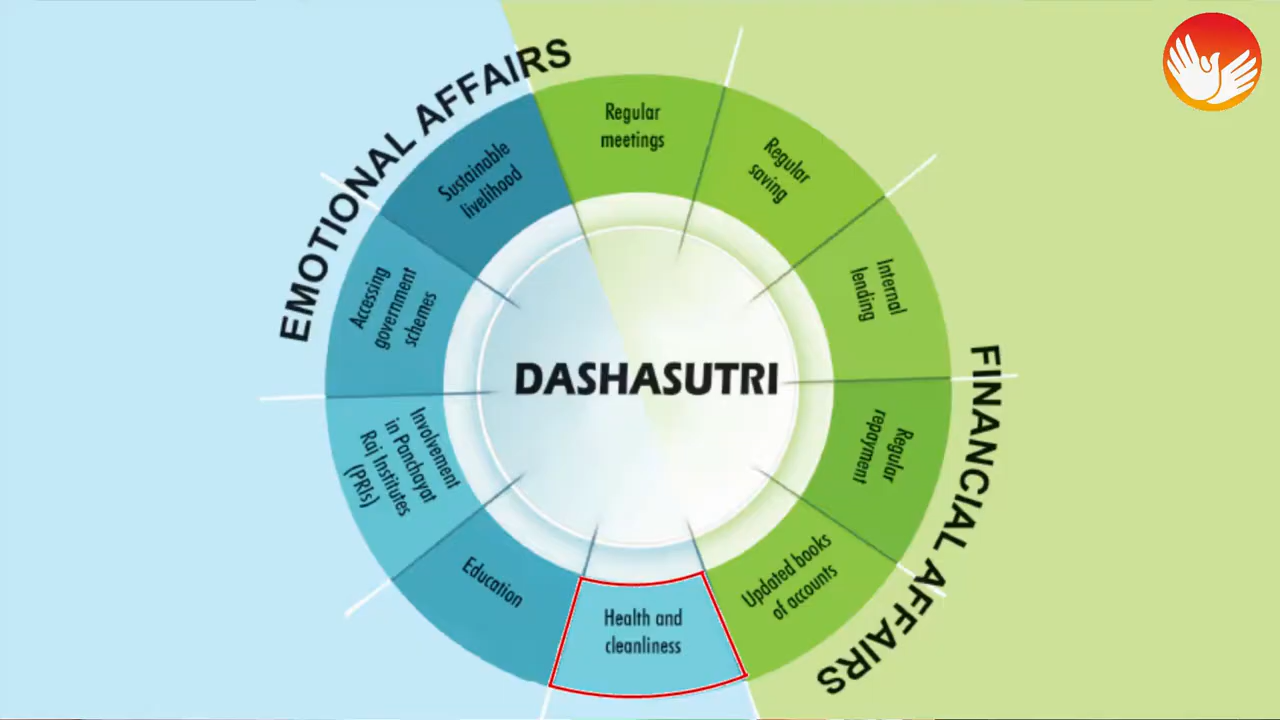 EMOTIONAL AFFAIRS
Regular
meetings
Regular
saving
Internal
lending
Regular
repayment
Updated books
of accounts
Health and
cleanliness
Education
Involvement
in Panchayat
Raj Institutes
(PRIs)
Accessing
government
schemes
Sustainable
livelihood
DASHASUTRI
FINANCIAL AFFAIRS